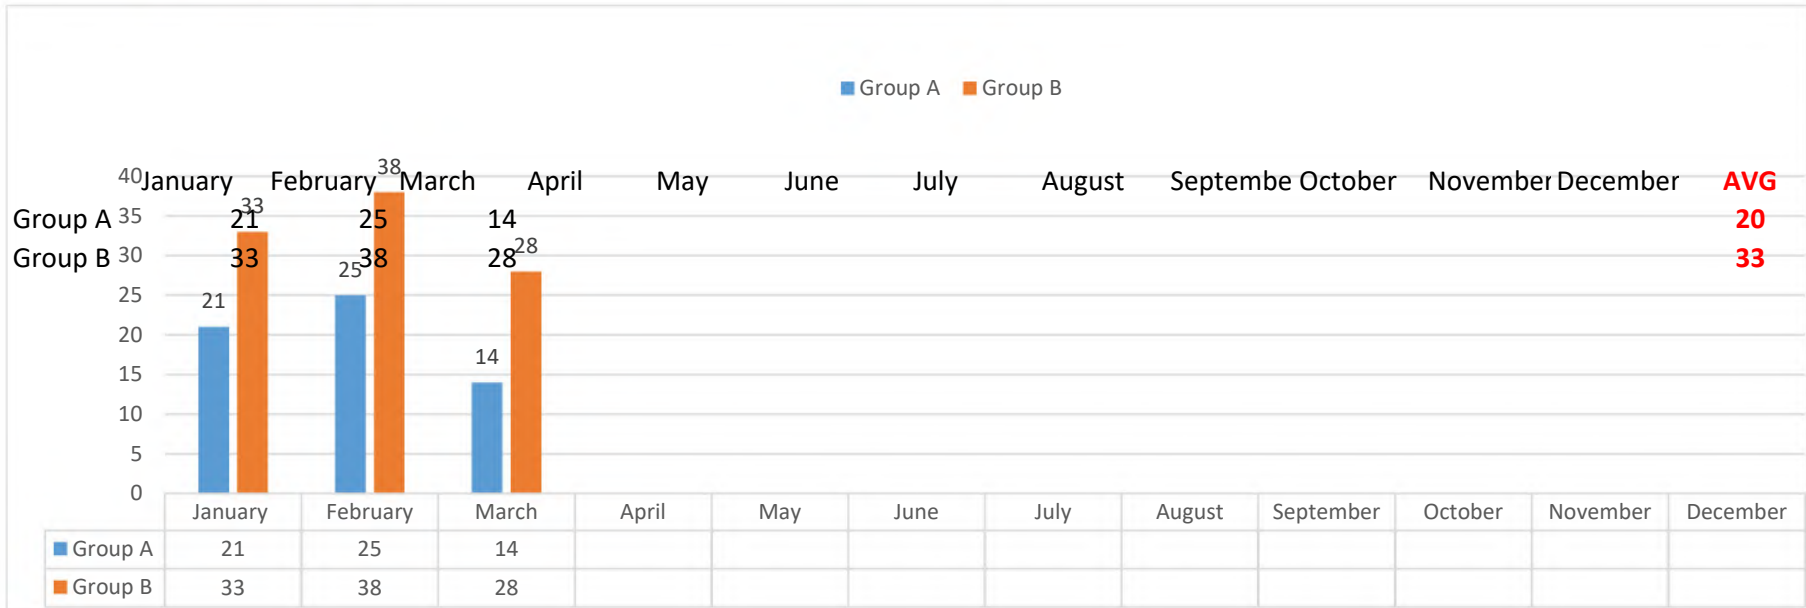 Group A Group B
38
40 January February March April May June July August Septembe October November December AVG
33
35 Group A 21 25 14 20
30 Group B 33 38 28 33
28
25
25
21
20
14
15
10
5
0
January February March April May June July August September October November December
Group A 21 25 14
Group B 33 38 28